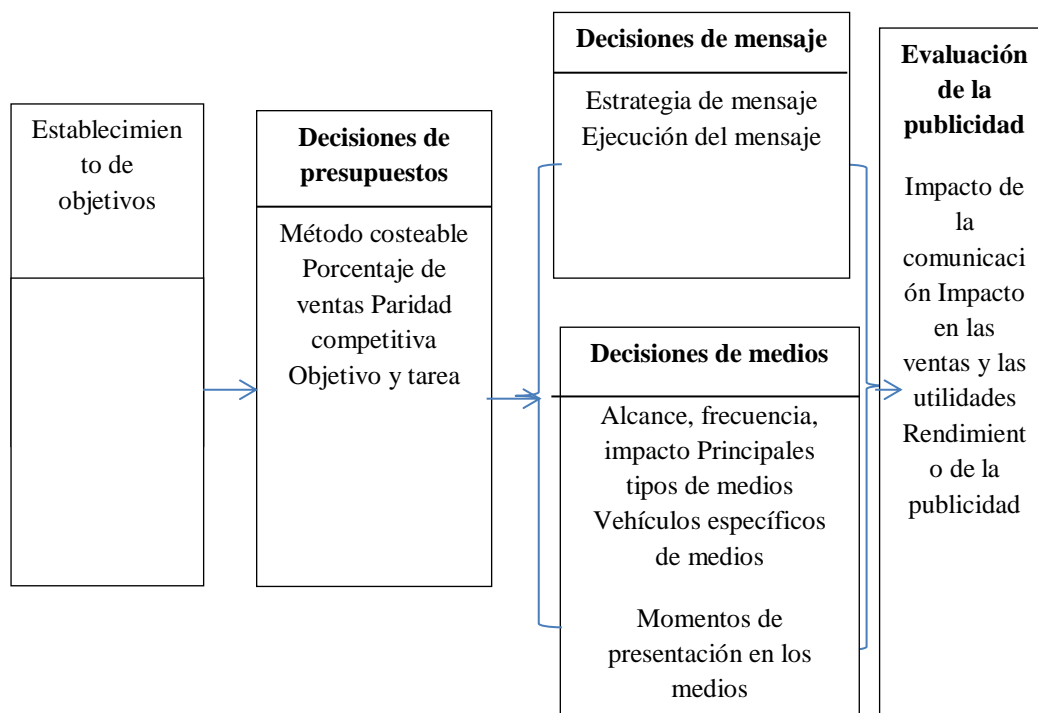 Establecimien
to de
objetivos
Decisiones de
presupuestos
Método costeable
Porcentaje de
ventas Paridad
competitiva
Objetivo y tarea
Decisiones de mensaje
Estrategia de mensaje
Ejecución del mensaje
Decisiones de medios
Alcance, frecuencia,
impacto Principales
tipos de medios
Vehículos específicos
de medios
Momentos de
presentación en los
medios
Evaluación
de la
publicidad
Impacto de
la
comunicaci
ón Impacto
en las
ventas y las
utilidades
Rendimient
o de la
publicidad